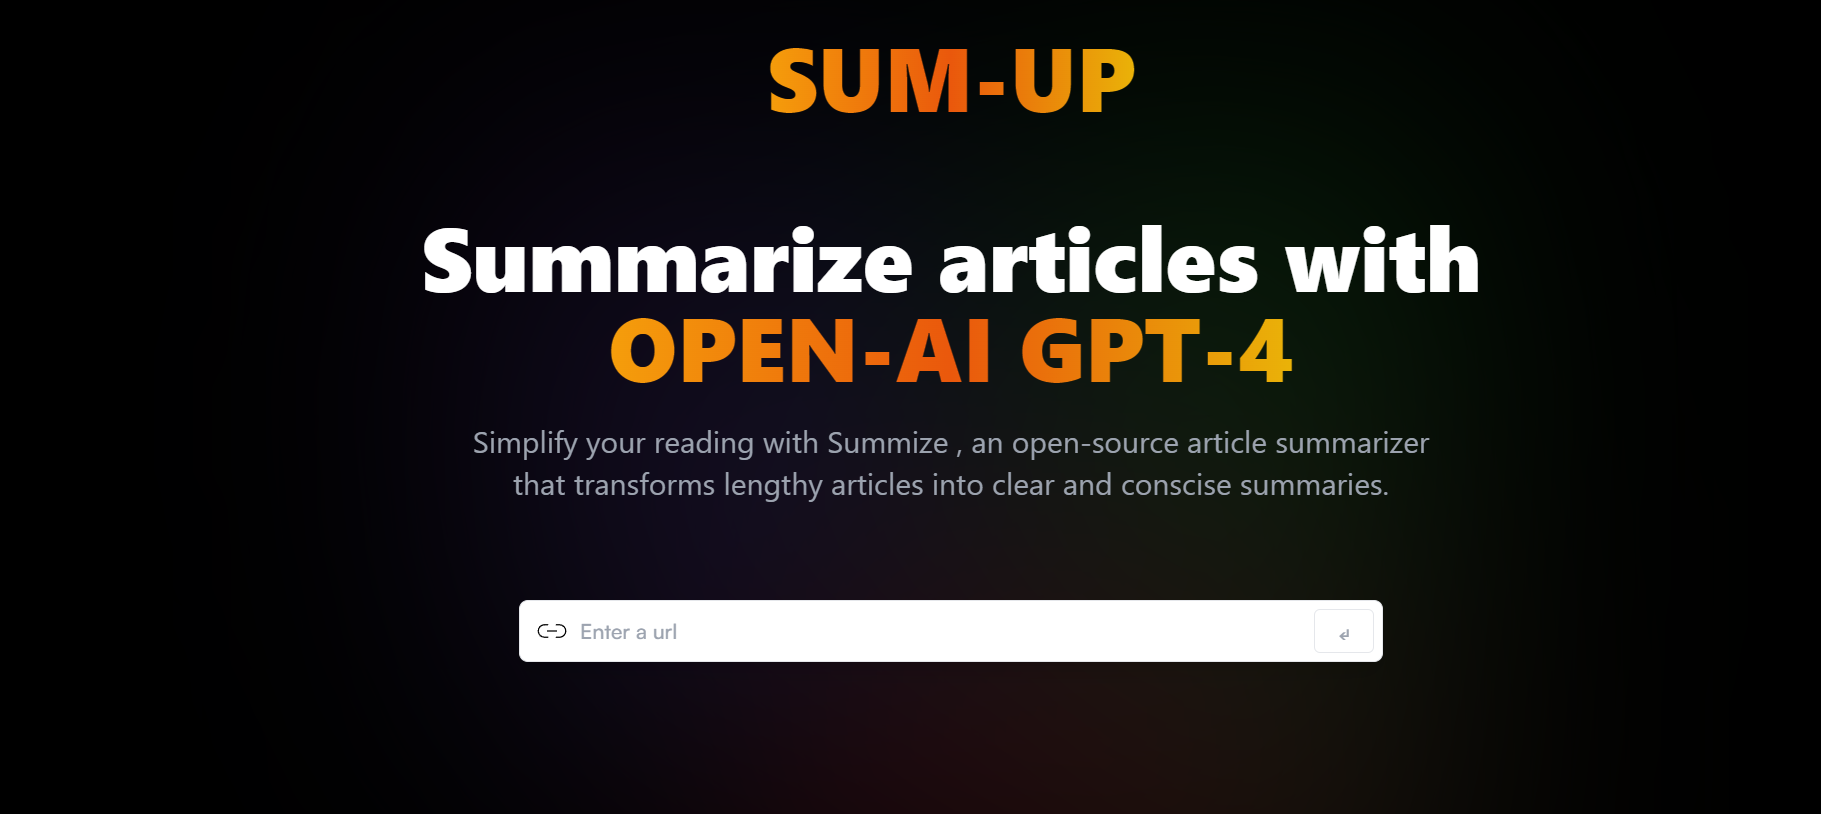 SUM-UP
Summarize articles with
OPEN-AI GPT-4
Simplify your reading with Summize , an open-source article summarizer
that transforms lengthy articles into clear and conscise summaries.
Enter a url
↲